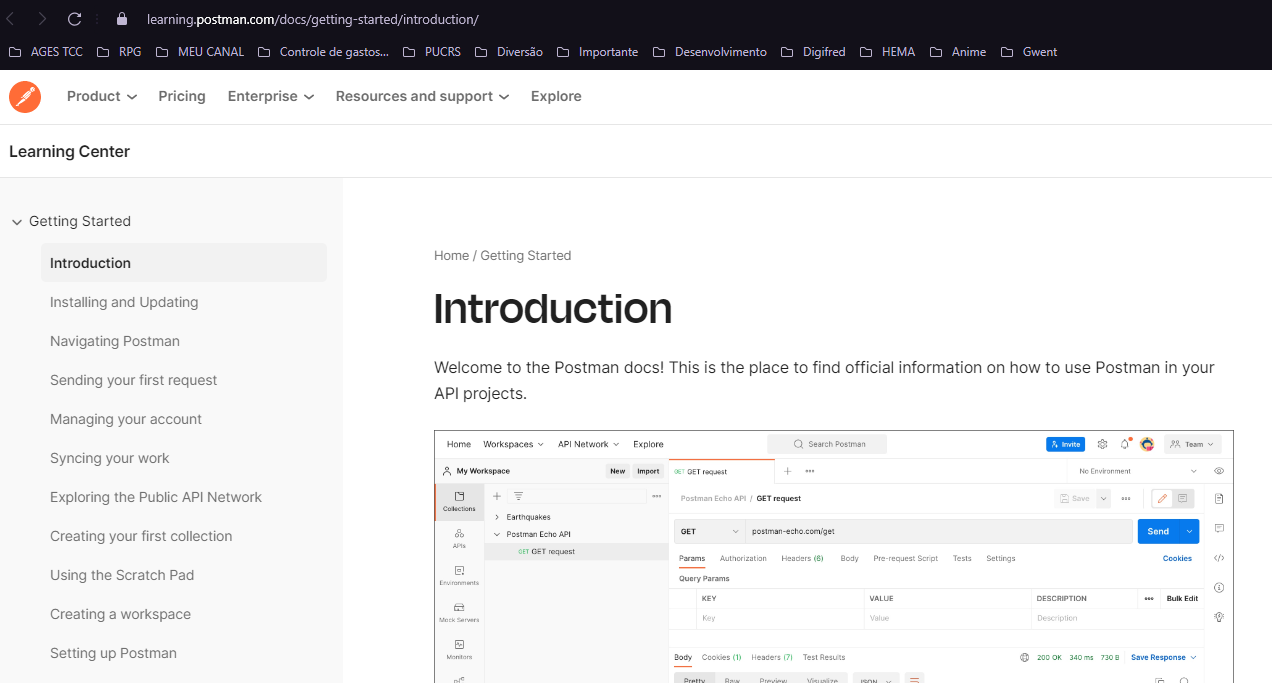 learning.postman.com/docs/getting-started/introduction/
AGES TCC RPG MEU CANAL Controle de gastos... PUCRS Diversão Importante Desenvolvimento Digifred HEMA Anime Gwent
Product Pricing Enterprise Resources and support Explore
Learning Center
Getting Started
Introduction
Installing and Updating
Navigating Postman
Sending your first request
Managing your account
Syncing your work
Exploring the Public API Network
Creating your first collection
Using the Scratch Pad
Creating a workspace
Setting up Postman
Home / Getting Started
Introduction
Welcome to the Postman docs! This is the place to find official information on how to use Postman in your
API projects.
Home Workspaces API Network Explore Search Postman Invite Team
My Workspace New Import GET GET request No Environment
Collections
APIs
Environments
Mock Servers
Monitors
Earthquakes
Postman Echo API
GET GET request
Postman Echo API / GET request Save
GET postman-echo.com/get Send
Params Authorization Headers (6) Body Pre-request Script Tests Settings Cookies
Query Params
KEY VALUE DESCRIPTION Bulk Edit
Key Value Description
Body Cookies (1) Headers (7) Test Results 200 OK 340 ms 730 B Save Response
Pretty Raw Preview Visualize JSON